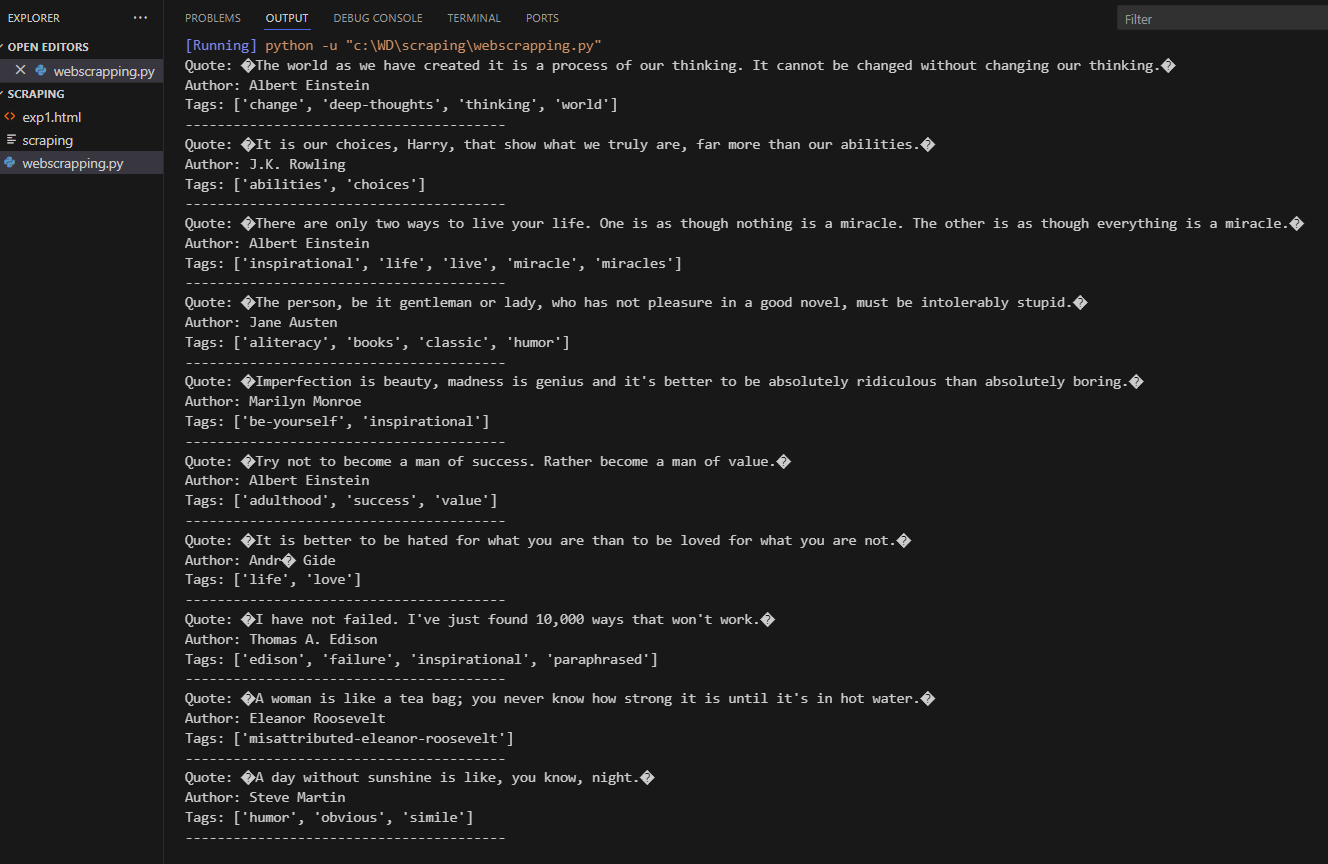 EXPLORER
...
PROBLEMS OUTPUT DEBUG CONSOLE TERMINAL PORTS
Filter
OPEN EDITORS
webscrapping.py
SCRAPING
exp1.html
scraping
webscrapping.py
[Running] python -u "c:\WD\scraping\webscrapping.py"
Quote: �The world as we have created it is a process of our thinking. It cannot be changed without changing our thinking.�
Author: Albert Einstein
Tags: ['change', 'deep-thoughts', 'thinking', 'world']
----------------------------------------
Quote: �It is our choices, Harry, that show what we truly are, far more than our abilities.�
Author: J.K. Rowling
Tags: ['abilities', 'choices']
----------------------------------------
Quote: �There are only two ways to live your life. One is as though nothing is a miracle. The other is as though everything is a miracle.�
Author: Albert Einstein
Tags: ['inspirational', 'life', 'live', 'miracle', 'miracles']
----------------------------------------
Quote: �The person, be it gentleman or lady, who has not pleasure in a good novel, must be intolerably stupid.�
Author: Jane Austen
Tags: ['aliteracy', 'books', 'classic', 'humor']
----------------------------------------
Quote: �Imperfection is beauty, madness is genius and it's better to be absolutely ridiculous than absolutely boring.�
Author: Marilyn Monroe
Tags: ['be-yourself', 'inspirational']
----------------------------------------
Quote: �Try not to become a man of success. Rather become a man of value.�
Author: Albert Einstein
Tags: ['adulthood', 'success', 'value']
----------------------------------------
Quote: �It is better to be hated for what you are than to be loved for what you are not.�
Author: Andr� Gide
Tags: ['life', 'love']
----------------------------------------
Quote: �I have not failed. I've just found 10,000 ways that won't work.�
Author: Thomas A. Edison
Tags: ['edison', 'failure', 'inspirational', 'paraphrased']
----------------------------------------
Quote: �A woman is like a tea bag; you never know how strong it is until it's in hot water.�
Author: Eleanor Roosevelt
Tags: ['misattributed-eleanor-roosevelt']
----------------------------------------
Quote: �A day without sunshine is like, you know, night.�
Author: Steve Martin
Tags: ['humor', 'obvious', 'simile']
----------------------------------------